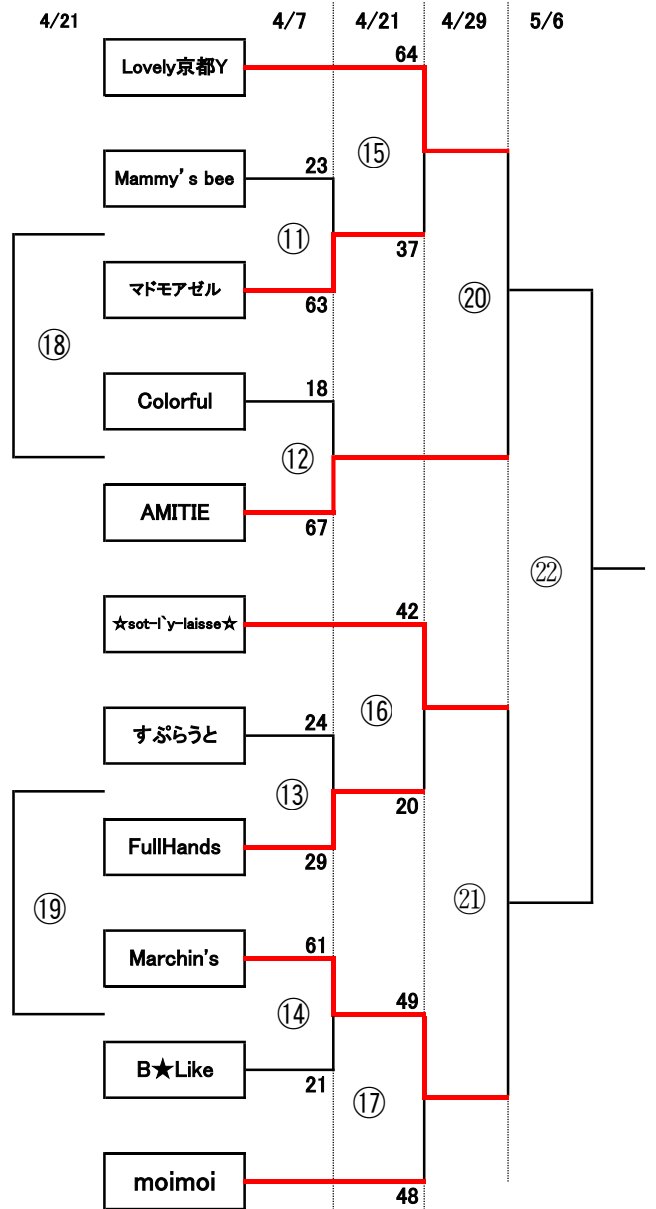 4/21 4/7 4/21 4/29 5/6
64
Lovely京都Y
⑮
23
Mammy’s bee
⑪
37
マドモアゼル
63
⑳
⑱
18
Colorful
⑫
AMITIE
67
㉒
42
☆sot-l`y-laisse☆
⑯
24
すぷらうと
⑬
20
FullHands
29
㉑
⑲
61
Marchin's
49
⑭
B★Like
21
⑰
moimoi
48